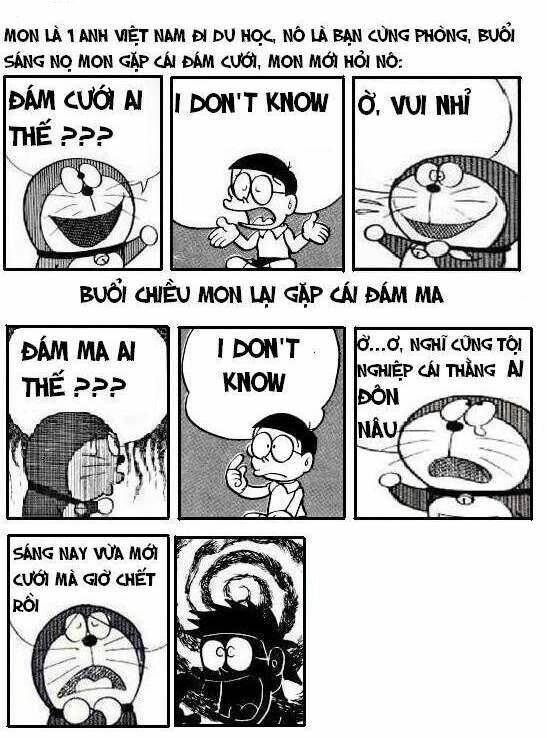 MON LÀ 1 ANH VIỆT NAM ĐI DU HỌC, NÔ LÀ BẠN CÙNG PHÒNG, BUỔI
SÁNG NỌ MON GẶP CÁI ĐÁM CƯỚI, MON MỚI HỎI NÔ:
ĐÁM CƯỚI AI
THẾ ???
I DON'T KNOW
Ờ, VUI NHỈ
BUỔI CHIỀU MON LẠI GẶP CÁI ĐÁM MA
ĐÁM MA AI
THẾ ???
I DON'T
KNOW
Ờ...Ơ, NGHĨ CŨNG TỘI
NGHIỆP CÁI THẰNG AI
ĐÔN
NÂU
SÁNG NAY VỪA MỚI
CƯỚI MÀ GIỜ CHẾT
RỒI